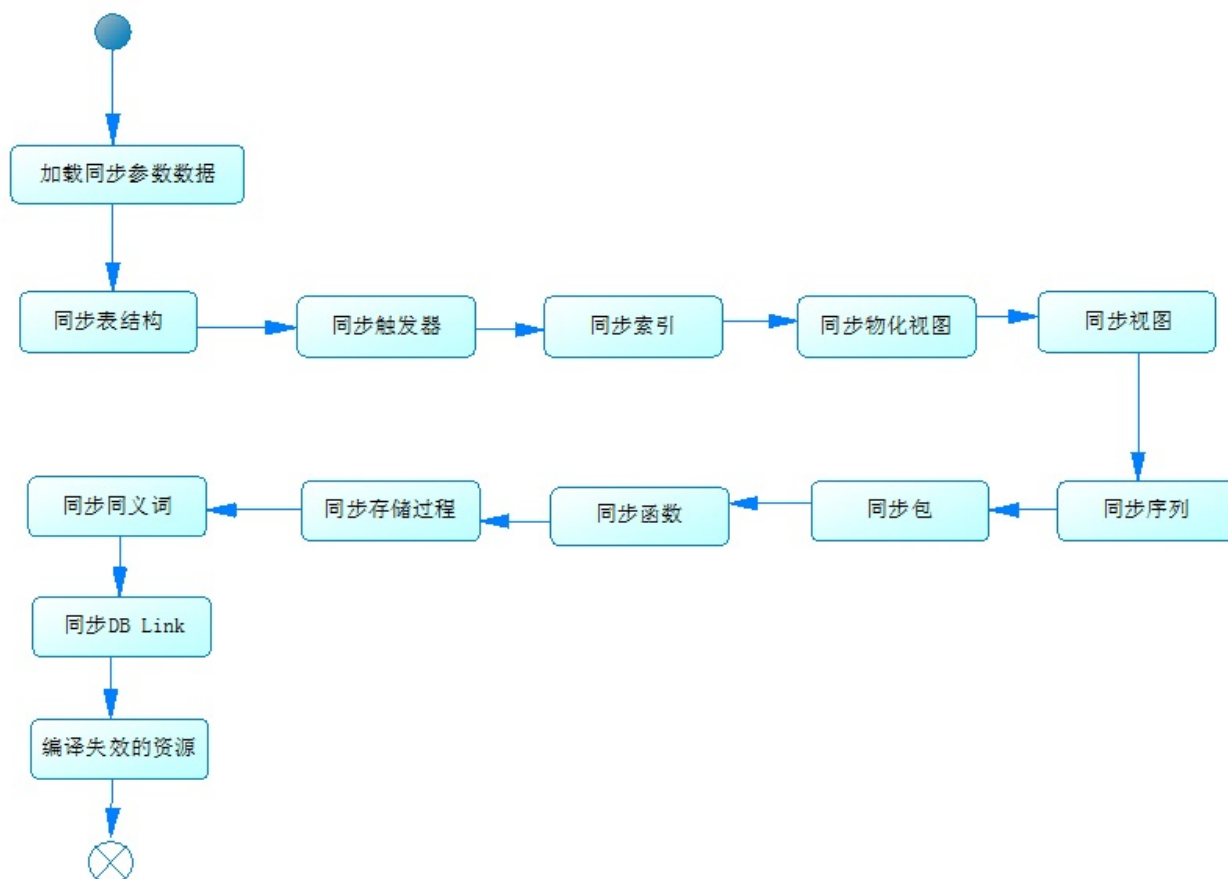 加载同步参数数据
同步表结构
同步触发器
同步索引
同步物化视图
同步视图
同步序列
同步包
同步函数
同步存储过程
同步同义词
同步DB Link
编译失效的资源